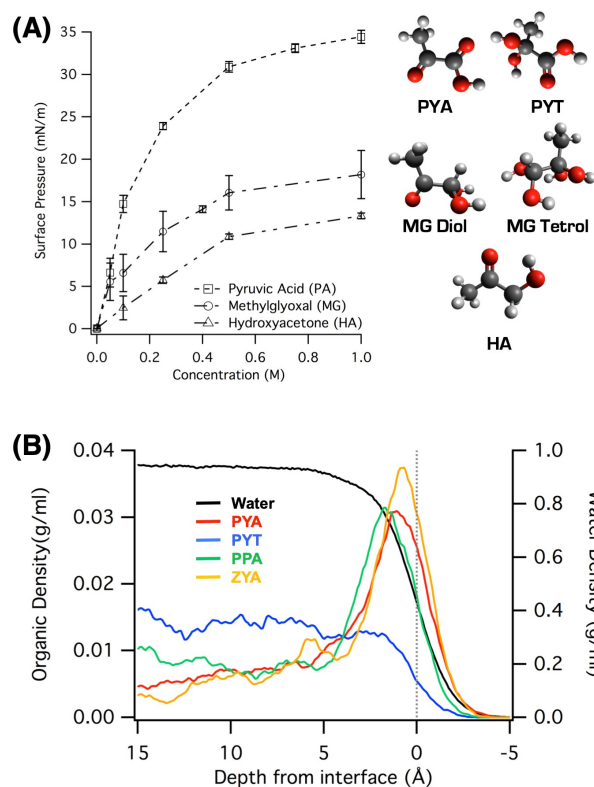 (A)
35
30
25
20
15
10
5
0
Surface Pressure (mN/m)
0.0 0.2 0.4 0.6 0.8 1.0
Concentration (M)
Pyruvic Acid (PA)
Methylglyoxal (MG)
Hydroxyacetone (HA)
PYA PYT
MG Diol MG Tetrol
HA
(B)
0.04
0.03
0.02
0.01
0.00
Organic Density(g/ml)
Water
PYA
PYT
PPA
ZYA
1.0
0.8
0.6
0.4
0.2
0.0
Water Density (g/ml)
15 10 5 0 -5
Depth from interface (Å)